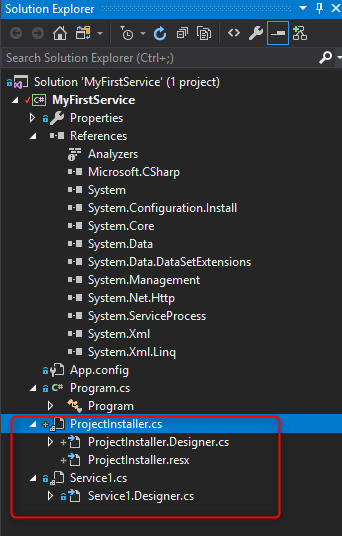 Solution Explorer
Search Solution Explorer (Ctrl+;)
Solution 'MyFirstService' (1 project)
C# MyFirstService
Properties
References
Analyzers
Microsoft.CSharp
System
System.Configuration.Install
System.Core
System.Data
System.Data.DataSetExtensions
System.Management
System.Net.Http
System.ServiceProcess
System.Xml
System.Xml.Linq
App.config
C# Program.cs
Program
ProjectInstaller.cs
ProjectInstaller.Designer.cs
ProjectInstaller.resx
Service1.cs
Service1.Designer.cs